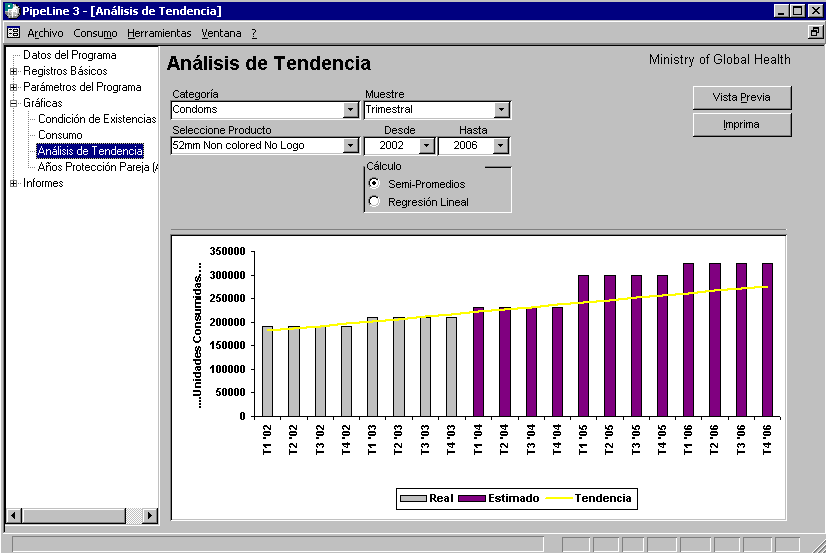 PipeLine 3 - [Análisis de Tendencia]
Archivo Consumo Herramientas Ventana ?
Datos del Programa
Registros Básicos
Parámetros del Programa
Gráficas
Condición de Existencias
Consumo
Análisis de Tendencia
Años Protección Pareja (A
Informes
Análisis de Tendencia
Ministry of Global Health
Categoría Muestre
Condoms Trimestral
Vista Previa
Seleccione Producto Desde Hasta
52mm Non colored No Logo 2002 2006
Imprima
Cálculo
Semi-Promedios
Regresión Lineal
....Unidades Consumidas....
350000
300000
250000
200000
150000
100000
50000
0
T1 '02 T2 '02 T3 '02 T4 '02 T1 '03 T2 '03 T3 '03 T4 '03 T1 '04 T2 '04 T3 '04 T4 '04 T1 '05 T2 '05 T3 '05 T4 '05 T1 '06 T2 '06 T3 '06 T4 '06
Real Estimado Tendencia